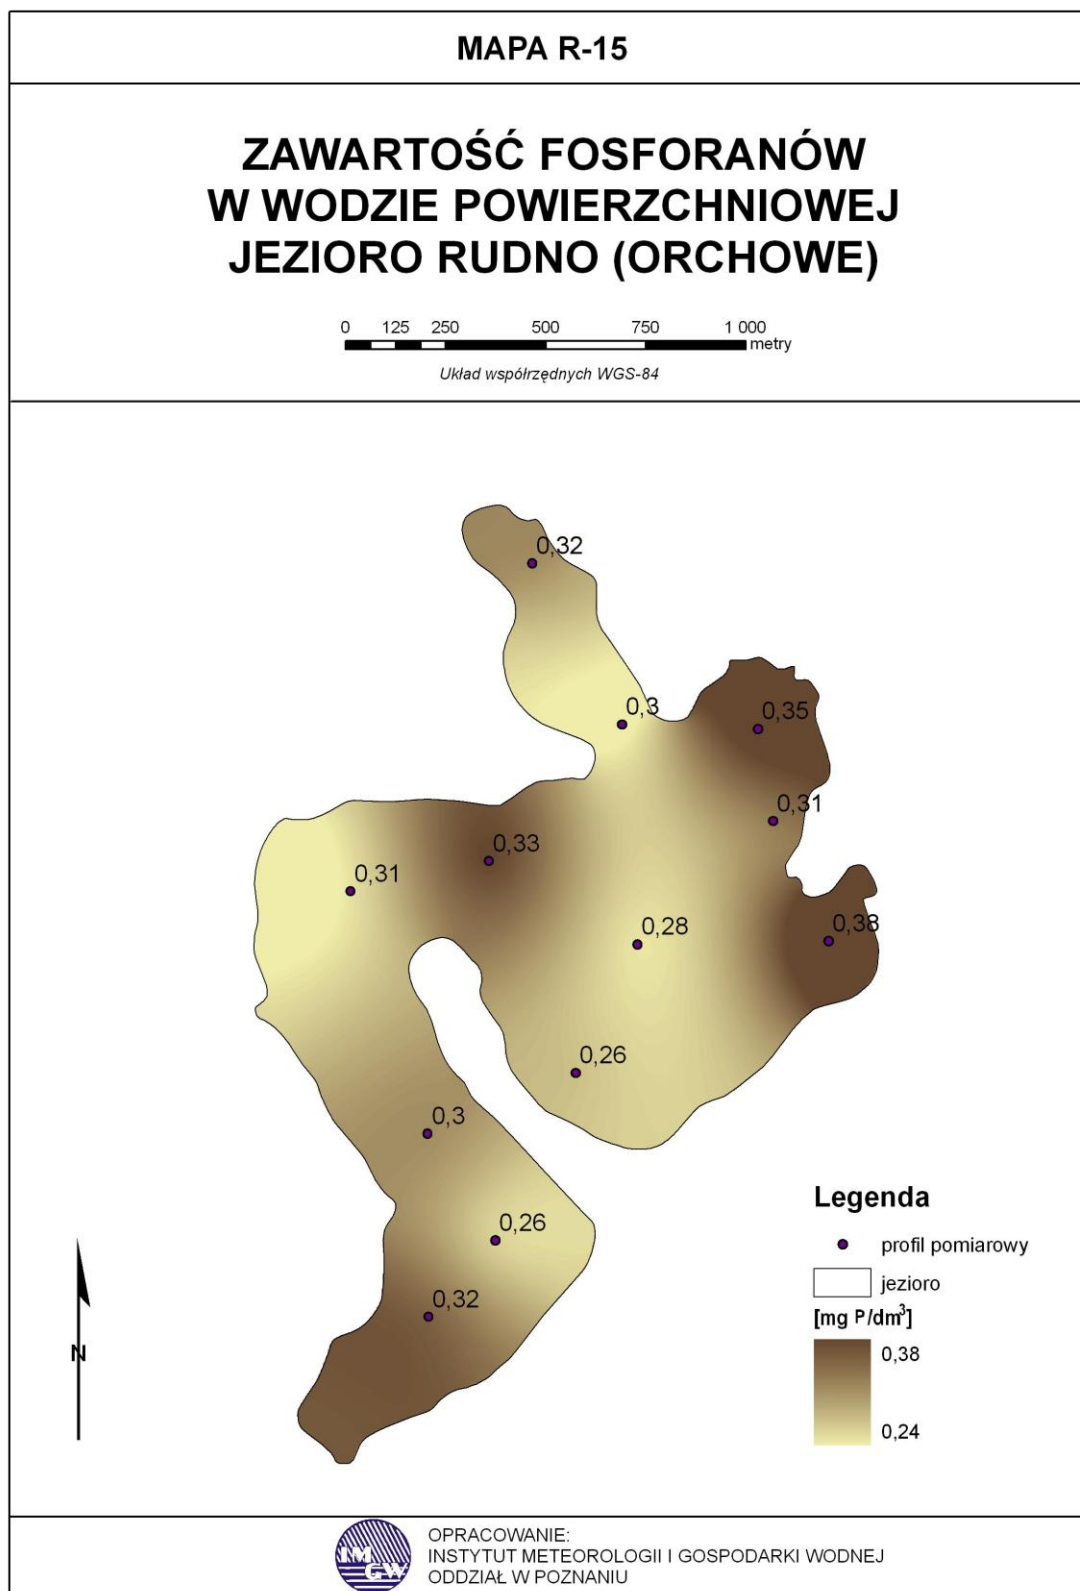 MAPA R-15
ZAWARTOŚĆ FOSFORANÓW
W WODZIE POWIERZCHNIOWEJ
JEZIORO RUDNO (ORCHOWE)
0 125 250 500 750 1 000
metry
Układ współrzędnych WGS-84
0,32
0,3
0,35
0,31
0,33
0,31
0,28
0,38
0,26
0,3
0,26
0,32
N
Legenda
profil pomiarowy
jezioro
[mg P/dm³]
0,38
0,24
IM
GW
OPRACOWANIE:
INSTYTUT METEOROLOGII I GOSPODARKI WODNEJ
ODDZIAŁ W POZNANIU